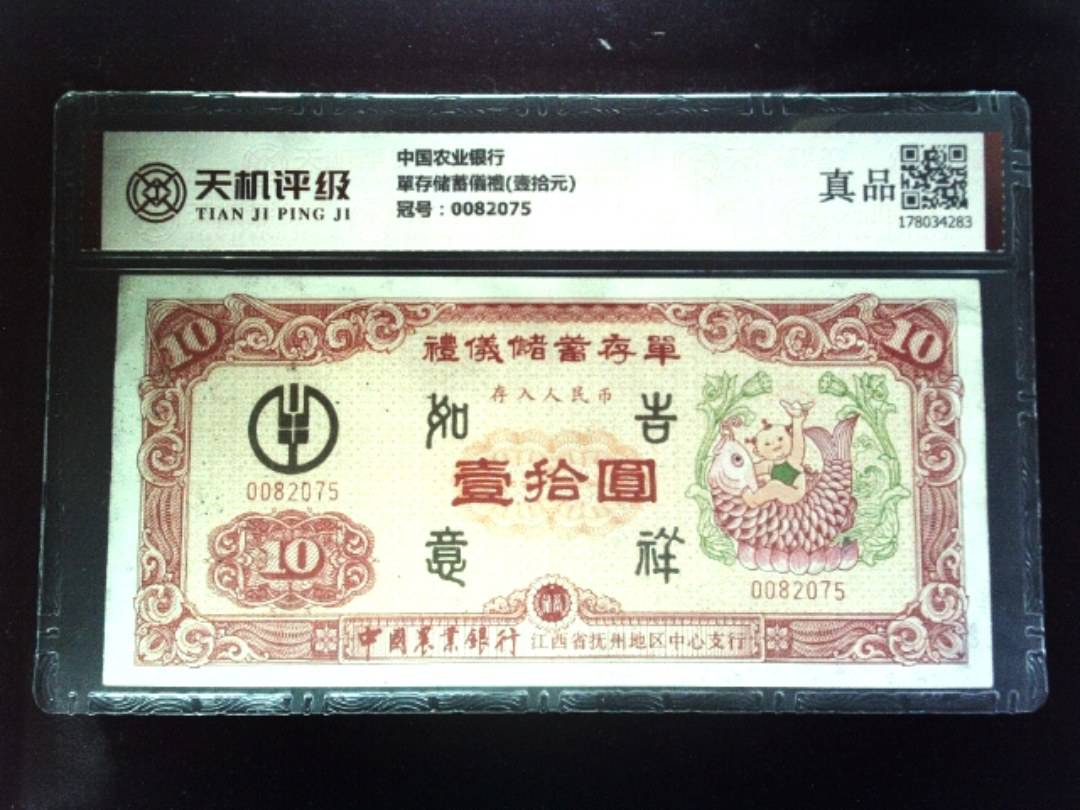 天机评级
TIAN JI PING JI
中国农业银行
單存储蓄儀禮(壹拾元)
冠号：0082075
真品
178034283
10
10
禮儀儲蓄存單
存入人民币
如 吉
壹拾圓
0082075
10
意 祥
0082075
中國農業銀行 江西省抚州地区中心支行